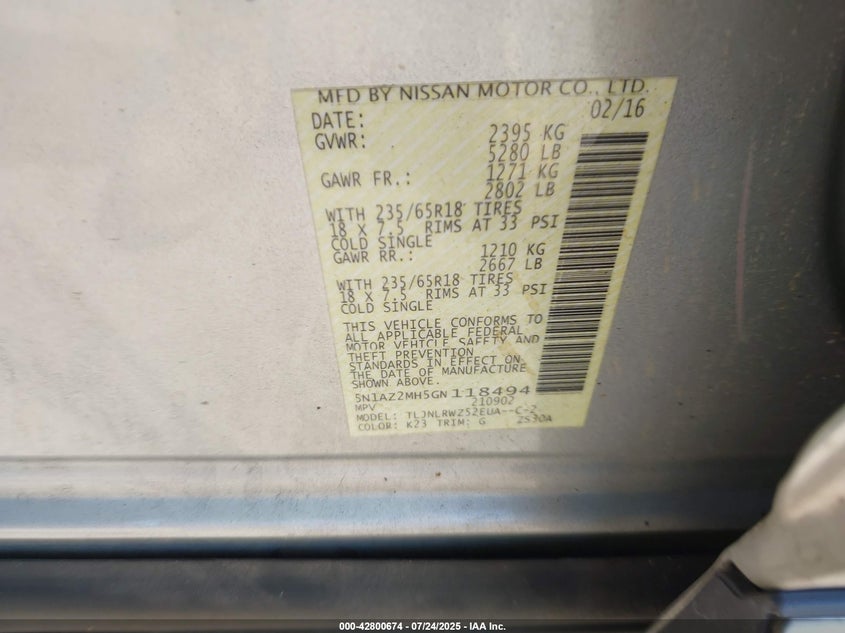 MFD BY NISSAN MOTOR CO., LTD.
DATE: 02/16
GVWR: 2395 KG
5280 LB
GAWR FR.: 1271 KG
2802 LB
WITH 235/65R18 TIRES
18 X 7.5 RIMS AT 33 PSI
COLD SINGLE
GAWR RR.: 1210 KG
2667 LB
WITH 235/65R18 TIRES
18 X 7.5 RIMS AT 33 PSI
COLD SINGLE
THIS VEHICLE CONFORMS TO
ALL APPLICABLE FEDERAL
MOTOR VEHICLE SAFETY AND
THEFT PREVENTION
STANDARDS IN EFFECT ON
THE DATE OF MANUFACTURE
SHOWN ABOVE.
5N1AZ2MH5GN118494
MPV 210902
MODEL: TLJNLRWZ52EUA--C-2
COLOR: K23 TRIM: G 2S30A
000-42800674 / 07/24/2025 - IAA Inc.